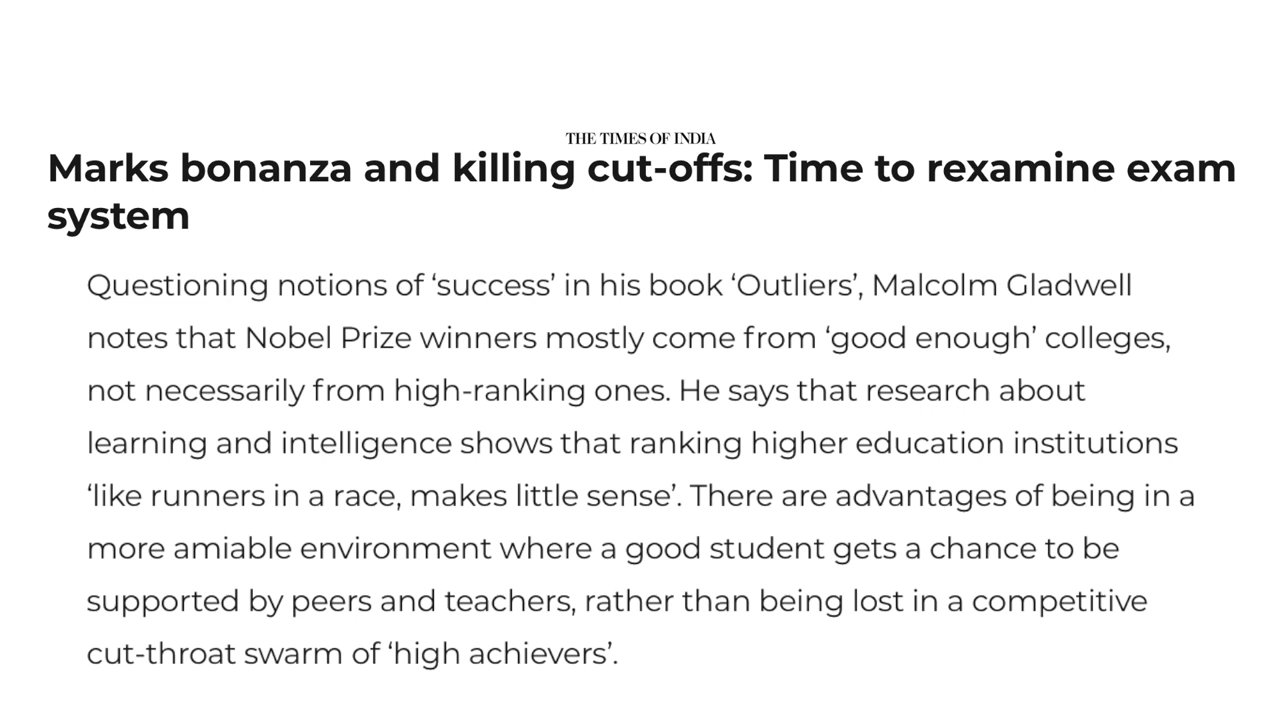 THE TIMES OF INDIA
Marks bonanza and killing cut-offs: Time to rexamine exam
system
Questioning notions of ‘success’ in his book ‘Outliers’, Malcolm Gladwell
notes that Nobel Prize winners mostly come from ‘good enough’ colleges,
not necessarily from high-ranking ones. He says that research about
learning and intelligence shows that ranking higher education institutions
‘like runners in a race, makes little sense’. There are advantages of being in a
more amiable environment where a good student gets a chance to be
supported by peers and teachers, rather than being lost in a competitive
cut-throat swarm of ‘high achievers’.